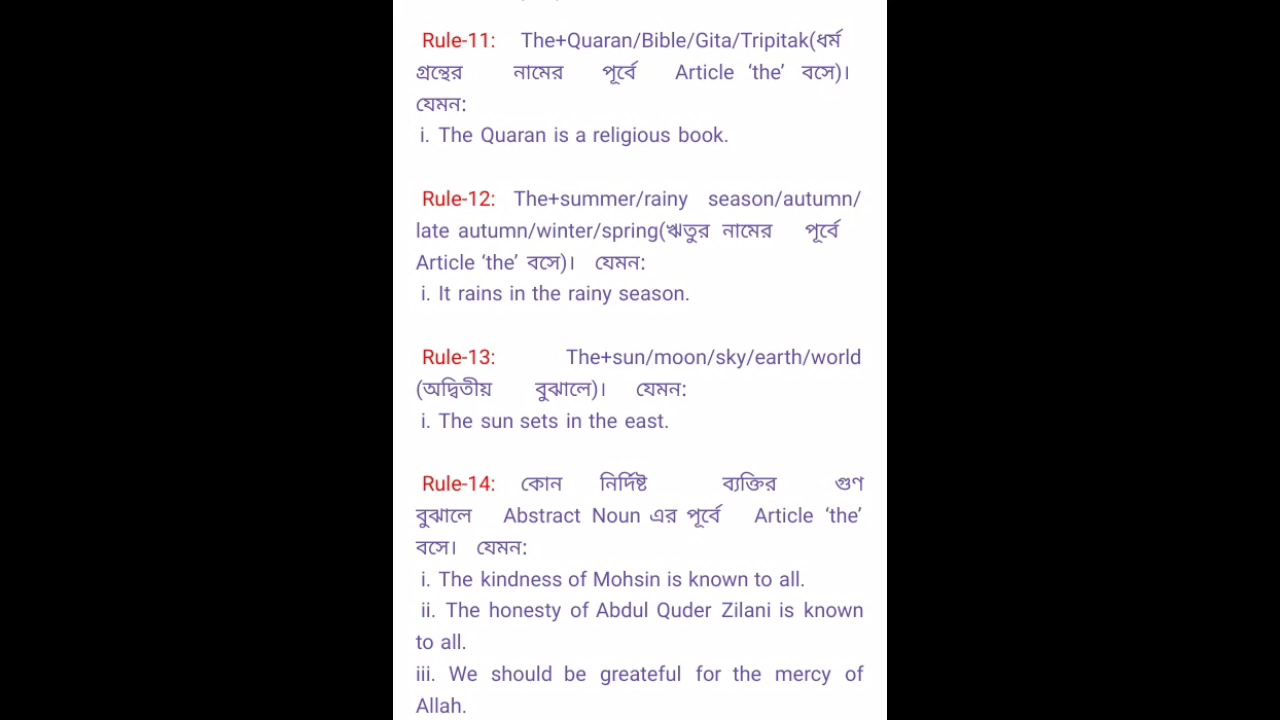 Rule-11: The+Quaran/Bible/Gita/Tripitak(ধর্ম
গ্রন্থের নামের পূর্বে Article ‘the’ বসে)।
যেমন:
i. The Quaran is a religious book.
Rule-12: The+summer/rainy season/autumn/
late autumn/winter/spring(ঋতুর নামের পূর্বে
Article ‘the’ বসে)। যেমন:
i. It rains in the rainy season.
Rule-13: The+sun/moon/sky/earth/world
(অদ্বিতীয় বুঝালে)। যেমন:
i. The sun sets in the east.
Rule-14: কোন নির্দিষ্ট ব্যক্তির গুণ
বুঝালে Abstract Noun এর পূর্বে Article ‘the’
বসে। যেমন:
i. The kindness of Mohsin is known to all.
ii. The honesty of Abdul Quder Zilani is known
to all.
iii. We should be greateful for the mercy of
Allah.